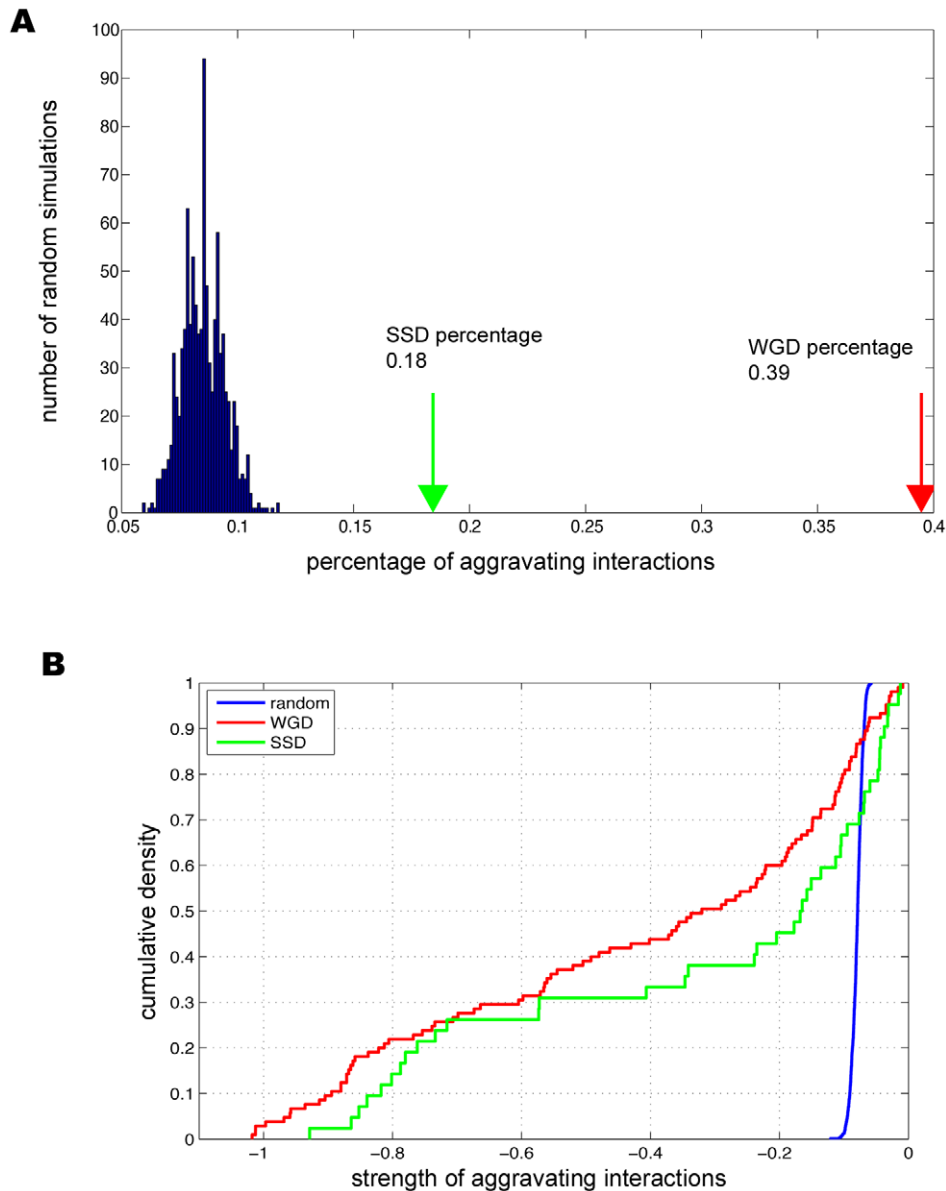 A
number of random simulations
100
90
80
70
60
50
40
30
20
10
0
SSD percentage
0.18
WGD percentage
0.39
0.05 0.1 0.15 0.2 0.25 0.3 0.35 0.4
percentage of aggravating interactions
B
cumulative density
1
0.9
0.8
0.7
0.6
0.5
0.4
0.3
0.2
0.1
0
random
WGD
SSD
−1 −0.8 −0.6 −0.4 −0.2 0
strength of aggravating interactions